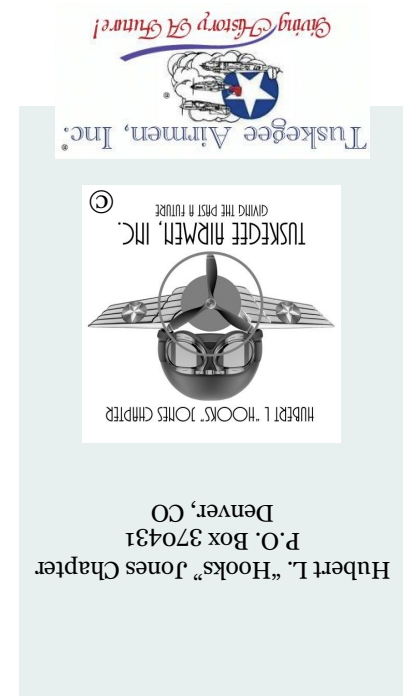 Hubert L. “Hooks” Jones Chapter
P.O. Box 370431
Denver, CO
HUBERT L "HOOKS" JONES CHAPTER
TUSKEGEE AIRMEN, INC.
GIVING THE PAST A FUTURE
©
Tuskegee Airmen, Inc.®
®
Giving History A Future!